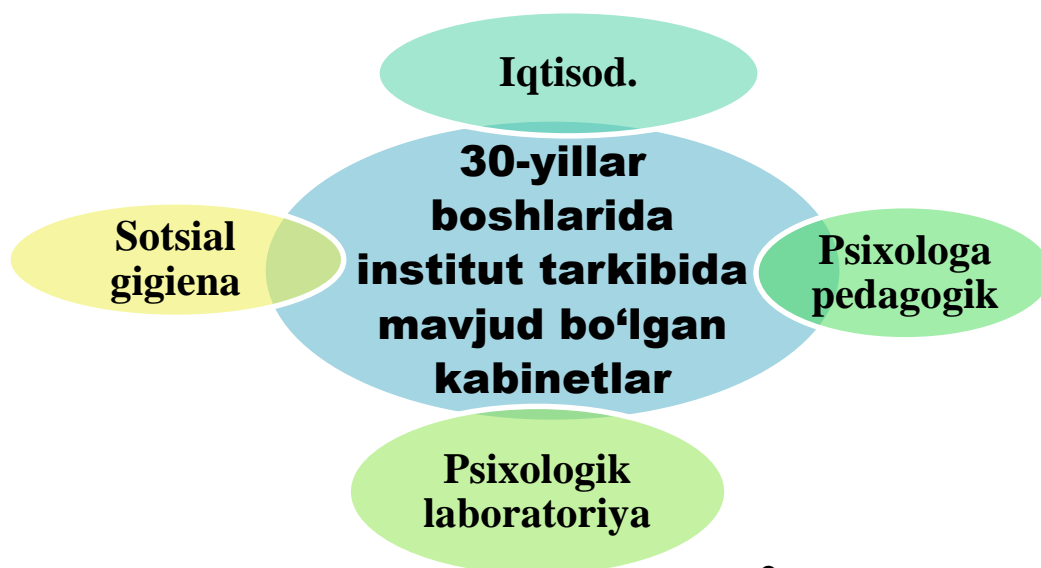 Iqtisod.
30-yillar
boshlarida
institut tarkibida
mavjud bo‘lgan
kabinetlar
Sotsial
gigiena
Psixologa
pedagogik
Psixologik
laboratoriya